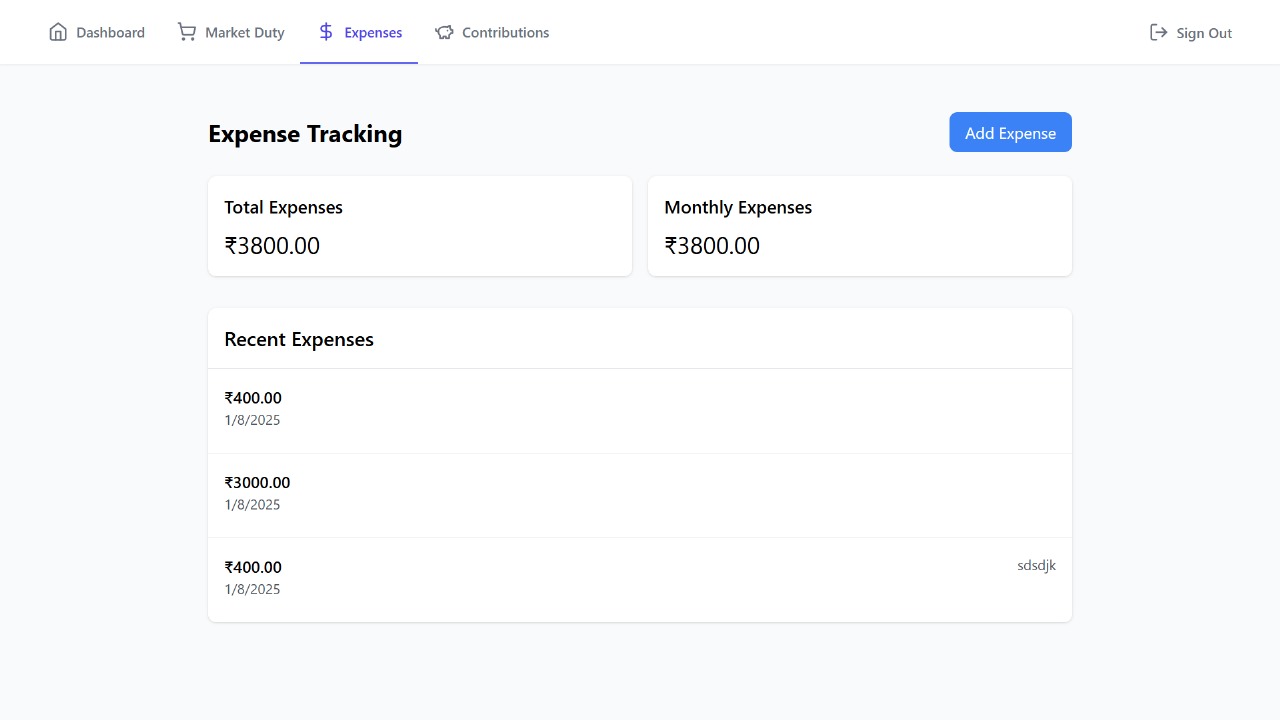 Dashboard Market Duty Expenses Contributions Sign Out
Expense Tracking Add Expense
Total Expenses
₹3800.00
Monthly Expenses
₹3800.00
Recent Expenses
₹400.00
1/8/2025
₹3000.00
1/8/2025
₹400.00 sdsdjk
1/8/2025